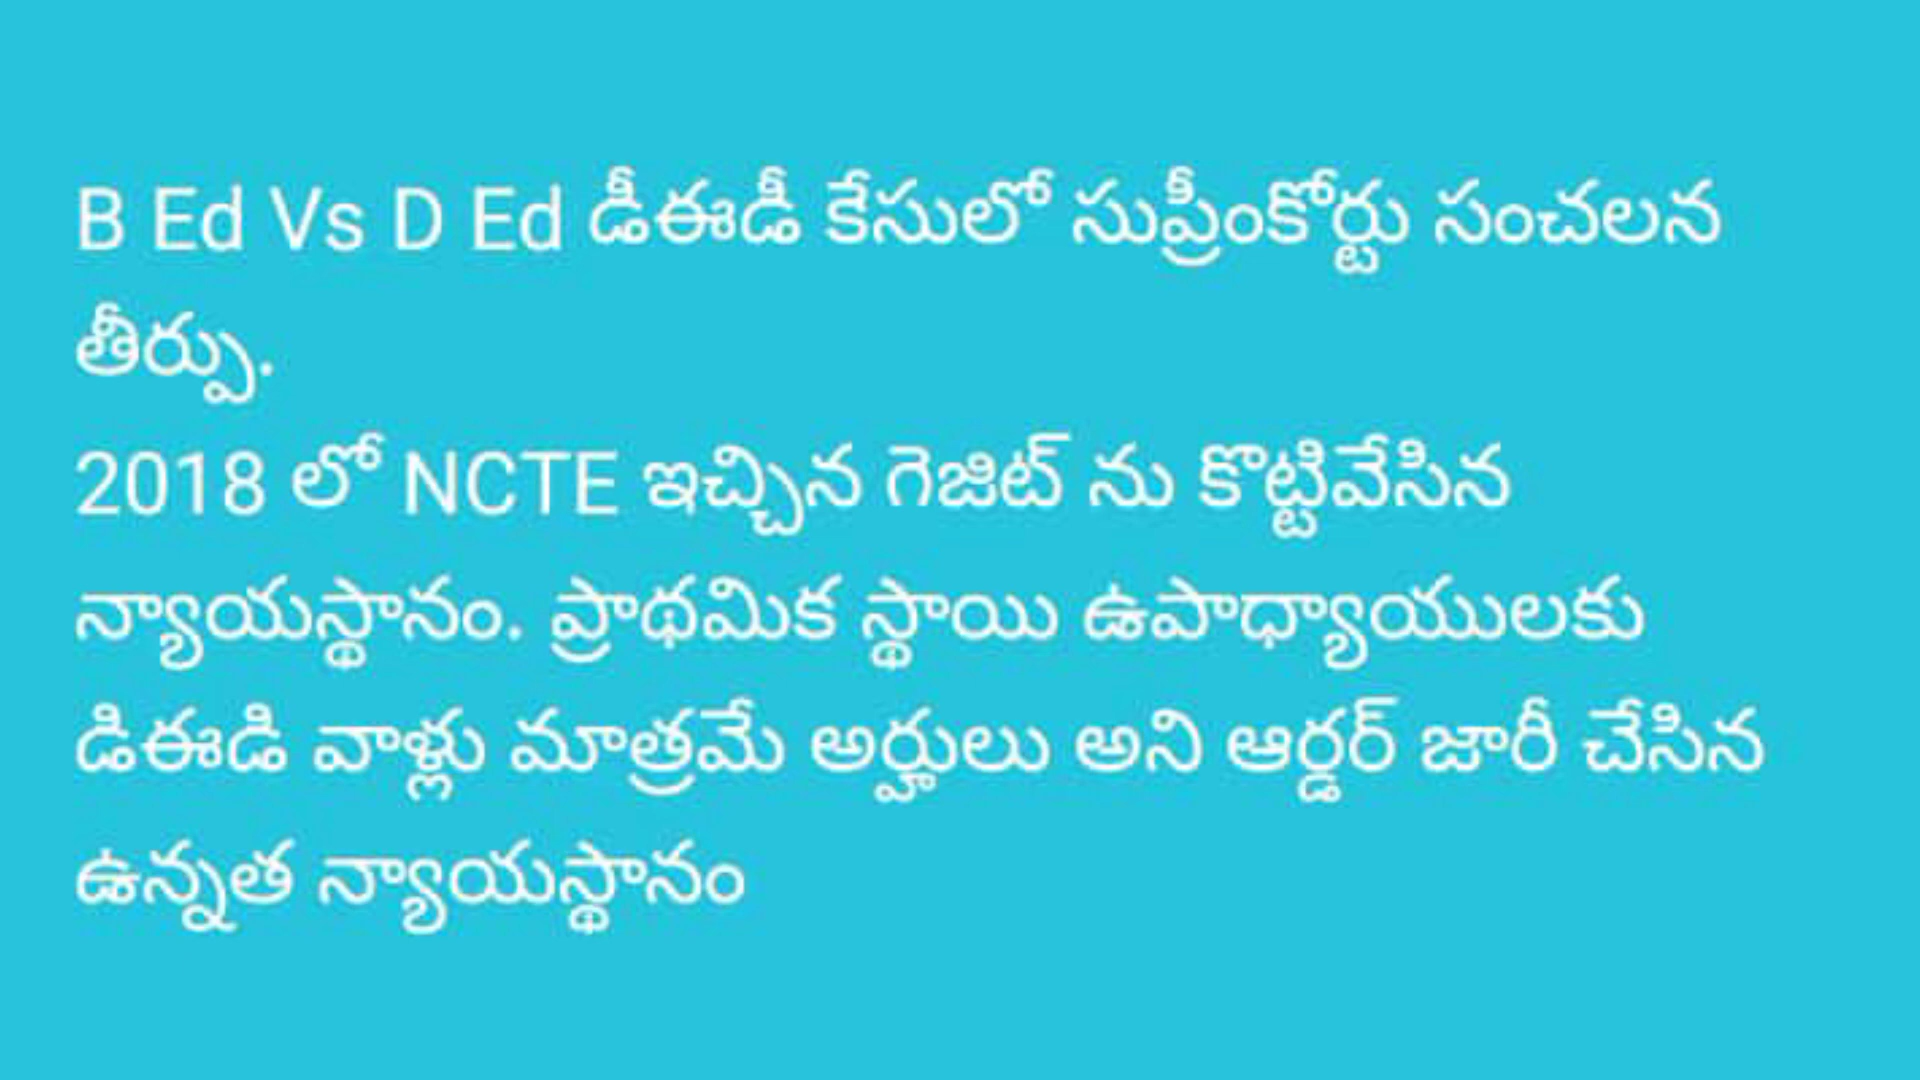 B Ed Vs D Ed డీఈడీ కేసులో సుప్రీంకోర్టు సంచలన
తీర్పు.
2018 లో NCTE ఇచ్చిన గెజిట్ ను కొట్టివేసిన
న్యాయస్థానం. ప్రాథమిక స్థాయి ఉపాధ్యాయులకు
డిఈడి వాళ్లు మాత్రమే అర్హులు అని ఆర్డర్ జారీ చేసిన
ఉన్నత న్యాయస్థానం